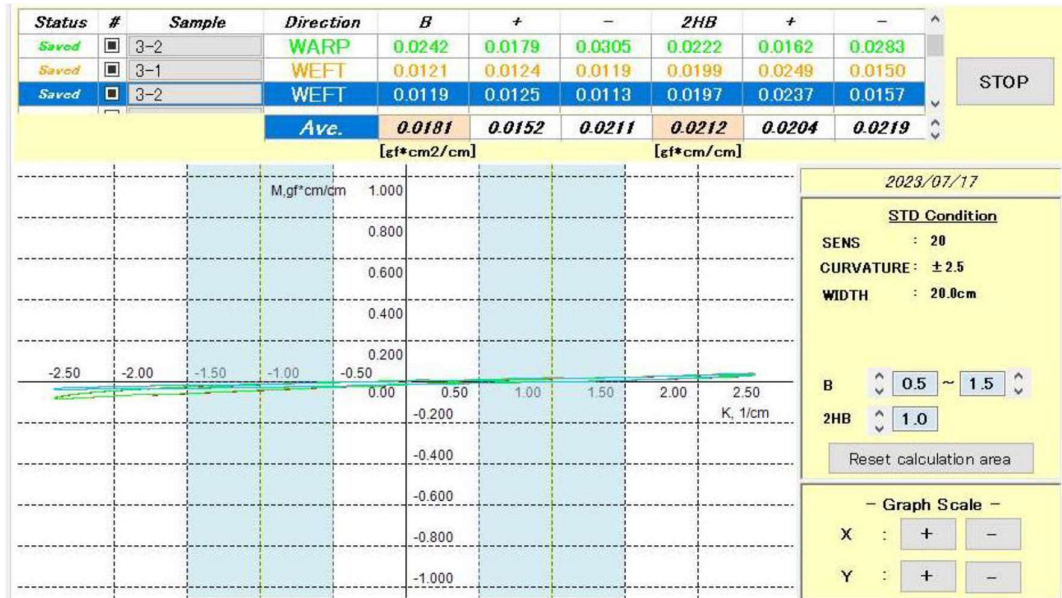 Status # Sample Direction B + − 2HB + −
Saved 3-2 WARP 0.0242 0.0179 0.0305 0.0222 0.0162 0.0283
Saved 3-1 WEFT 0.0121 0.0124 0.0119 0.0199 0.0249 0.0150
Saved 3-2 WEFT 0.0119 0.0125 0.0113 0.0197 0.0237 0.0157
Ave. 0.0181 0.0152 0.0211 0.0212 0.0204 0.0219
[gf*cm2/cm] [gf*cm/cm]
STOP
M,gf*cm/cm 1.000
0.800
0.600
0.400
0.200
-2.50 -2.00 -1.50 -1.00 -0.50
0.00 0.50 1.00 1.50 2.00 2.50
K, 1/cm
-0.200
-0.400
-0.600
-0.800
-1.000
2023/07/17
STD Condition
SENS : 20
CURVATURE : ±2.5
WIDTH : 20.0cm
B 0.5 ~ 1.5
2HB 1.0
Reset calculation area
− Graph Scale −
X : + −
Y : + −